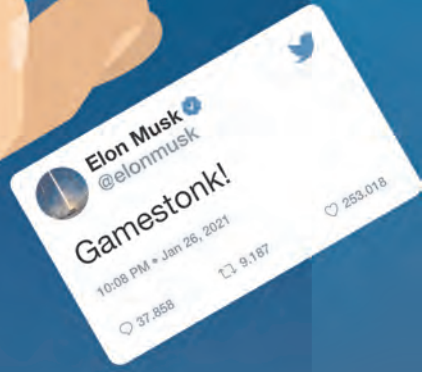 Elon Musk
@elonmusk
Gamestonk!
10:08 PM • Jan 26, 2021
37.858 9.187 253.018